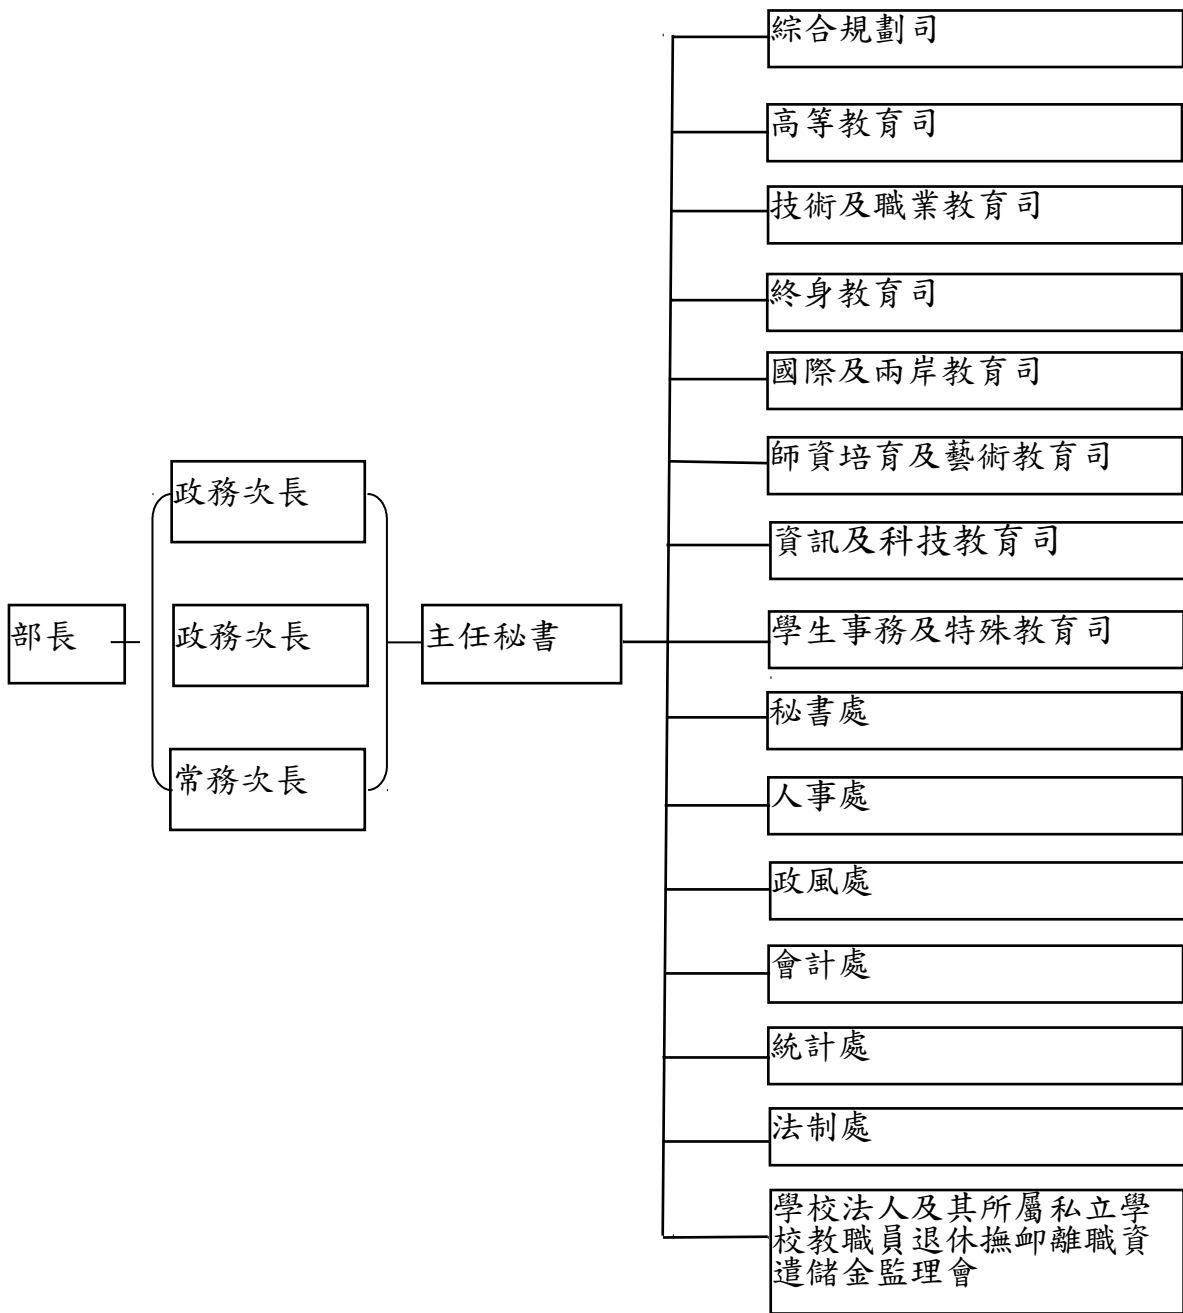 部長
政務次長
政務次長
常務次長
主任秘書
綜合規劃司
高等教育司
技術及職業教育司
終身教育司
國際及兩岸教育司
師資培育及藝術教育司
資訊及科技教育司
學生事務及特殊教育司
秘書處
人事處
政風處
會計處
統計處
法制處
學校法人及其所屬私立學
校教職員退休撫卹離職資
遣儲金監理會